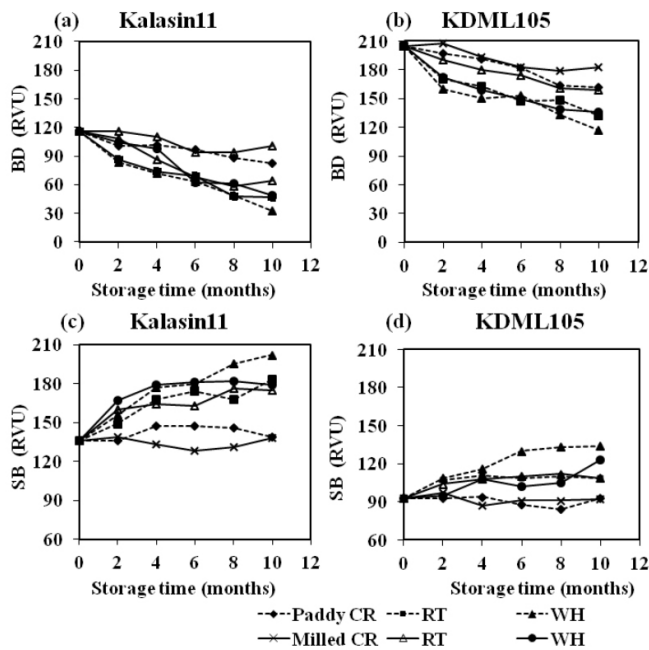 (a) Kalasin11
(b) KDML105
210
180
150
120
90
60
30
0
BD (RVU)
0 2 4 6 8 10 12
Storage time (months)
210
180
150
120
90
60
30
0
BD (RVU)
0 2 4 6 8 10 12
Storage time (months)
(c) Kalasin11
(d) KDML105
210
180
150
120
90
60
SB (RVU)
0 2 4 6 8 10 12
Storage time (months)
210
180
150
120
90
60
SB (RVU)
0 2 4 6 8 10 12
Storage time (months)
Paddy CR RT WH
Milled CR RT WH